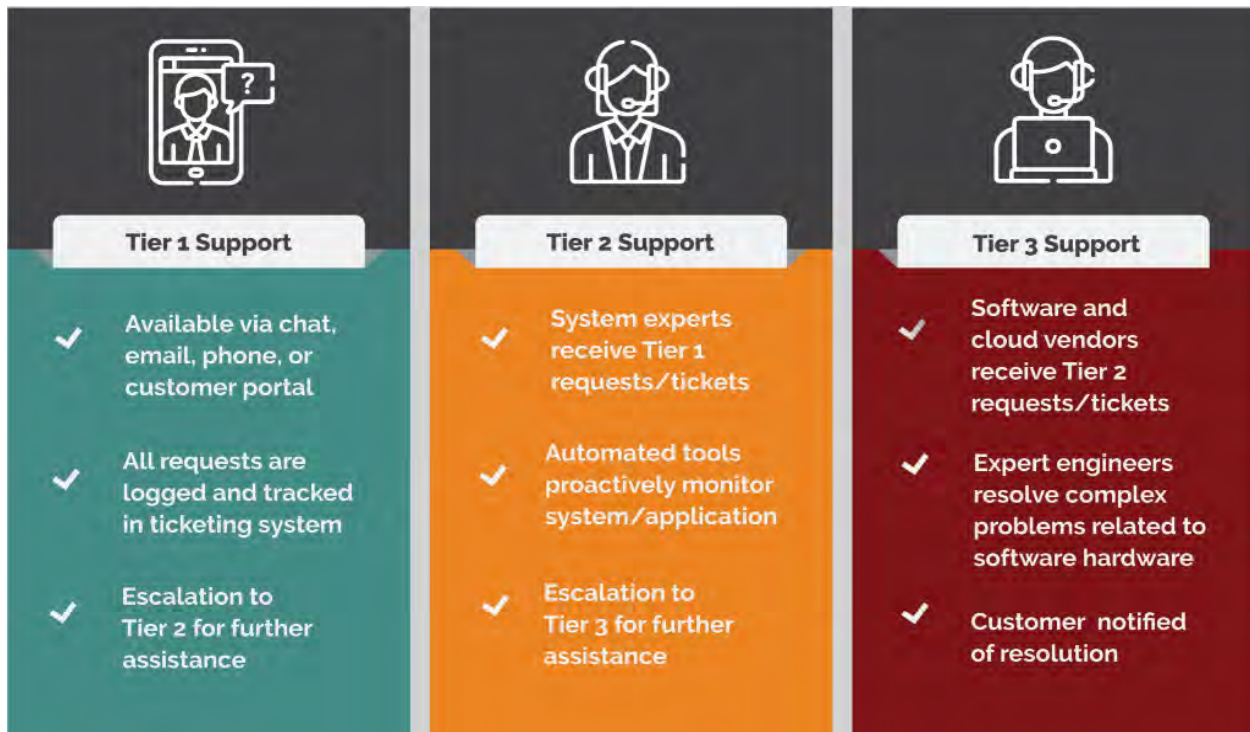 ?
Tier 1 Support
Available via chat,
email, phone, or
customer portal
All requests are
logged and tracked
in ticketing system
Escalation to
Tier 2 for further
assistance
Tier 2 Support
System experts
receive Tier 1
requests/tickets
Automated tools
proactively monitor
system/application
Escalation to
Tier 3 for further
assistance
Tier 3 Support
Software and
cloud vendors
receive Tier 2
requests/tickets
Expert engineers
resolve complex
problems related to
software hardware
Customer notified
of resolution